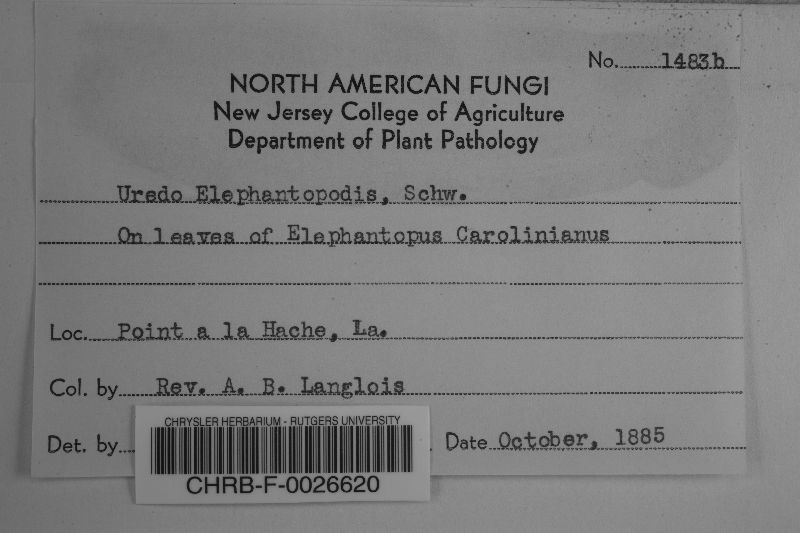 No. 1483b
NORTH AMERICAN FUNGI
New Jersey College of Agriculture
Department of Plant Pathology
Uredo Elephantopodis, Schw.
On leaves of Elephantopus Carolinianus
Loc. Point a la Hache, La.
Col. by Rev. A. B. Langlois
Det. by
Date October, 1885
CHRYSLER HERBARIUM - RUTGERS UNIVERSITY
CHRB-F-0026620